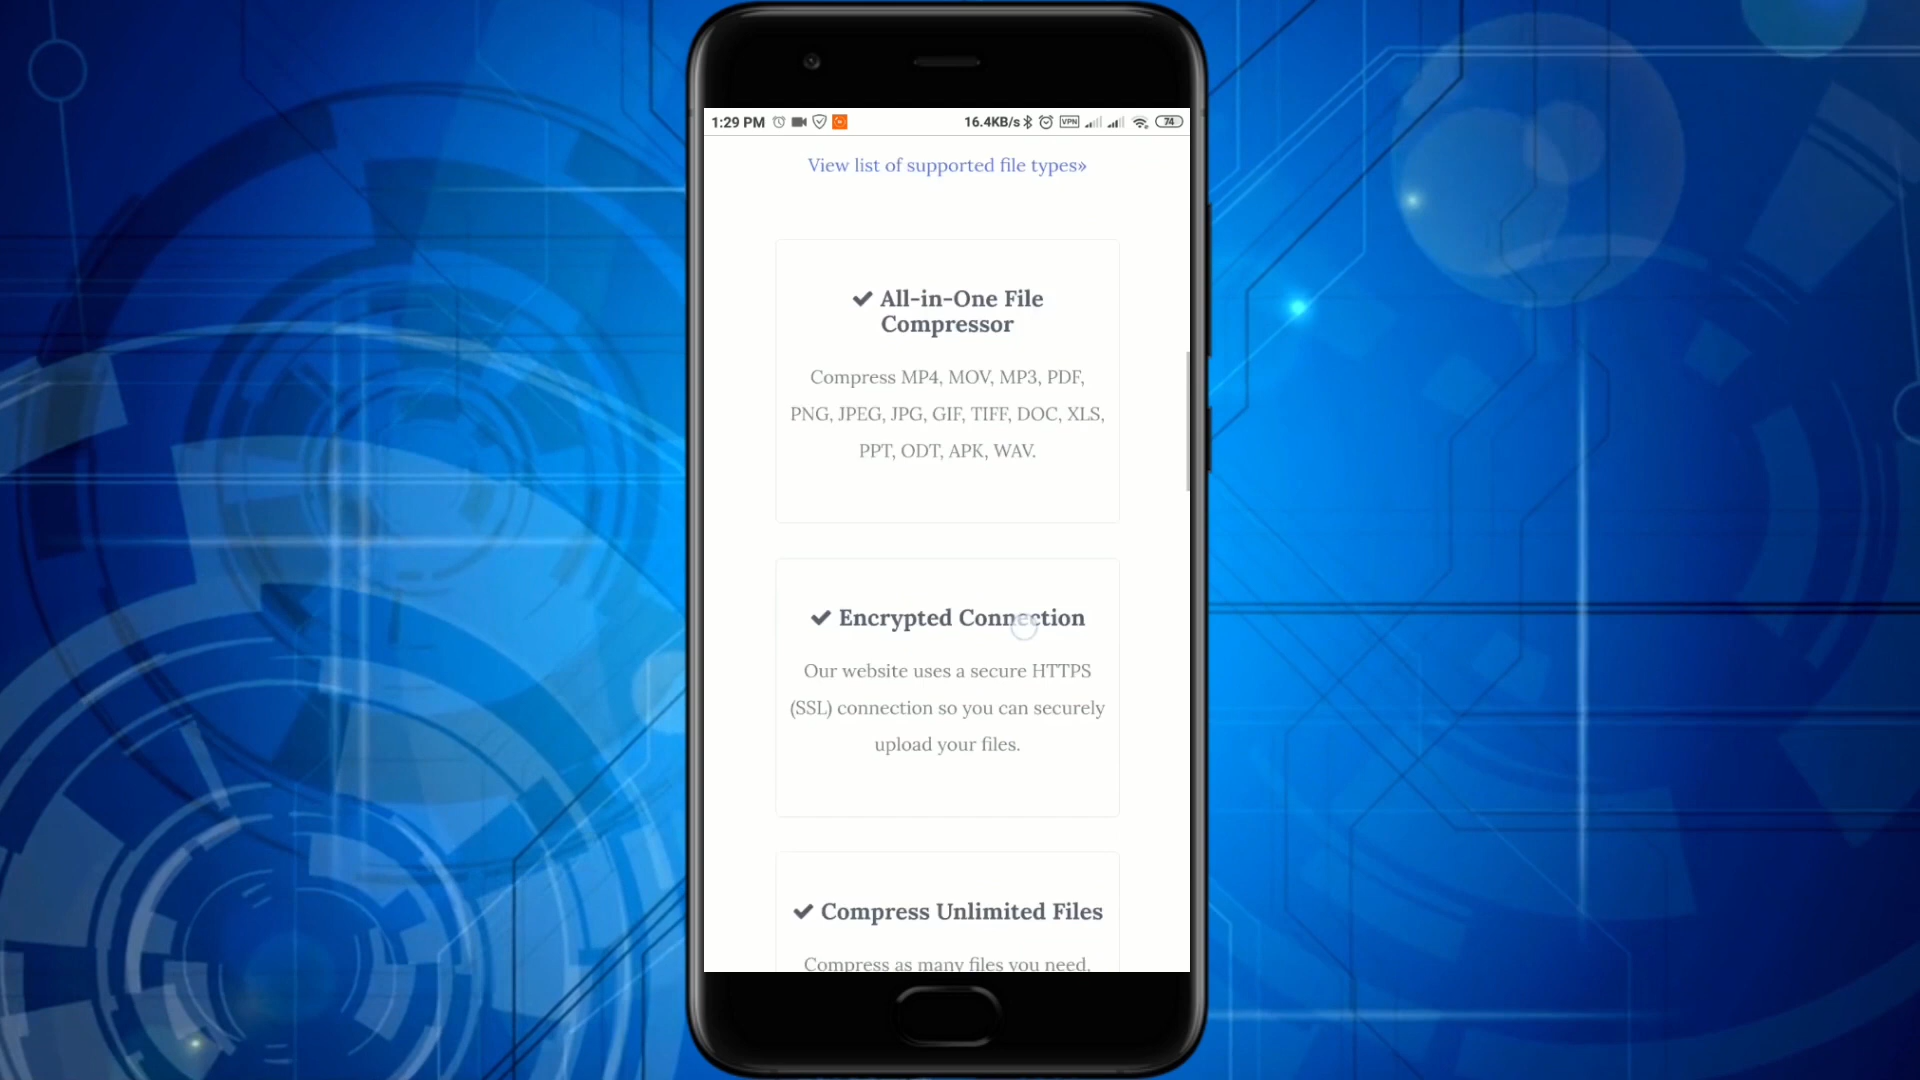 1:29 PM 16.4KB/s VPN 74
View list of supported file types»
✔ All-in-One File
Compressor
Compress MP4, MOV, MP3, PDF,
PNG, JPEG, JPG, GIF, TIFF, DOC, XLS,
PPT, ODT, APK, WAV.
✔ Encrypted Connection
Our website uses a secure HTTPS
(SSL) connection so you can securely
upload your files.
✔ Compress Unlimited Files
Compress as many files you need,